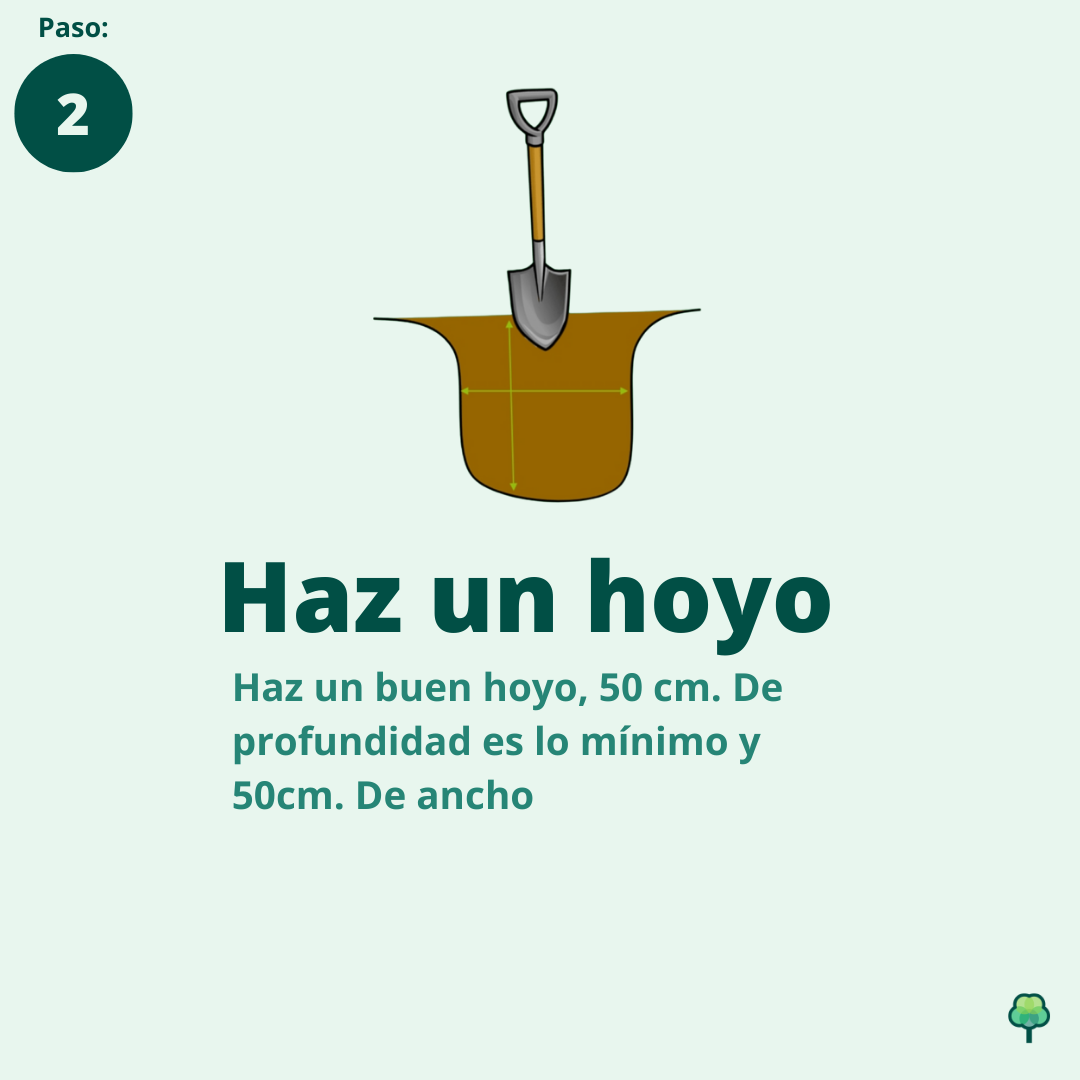 Paso:
2
Haz un hoyo
Haz un buen hoyo, 50 cm. De
profundidad es lo mínimo y
50cm. De ancho